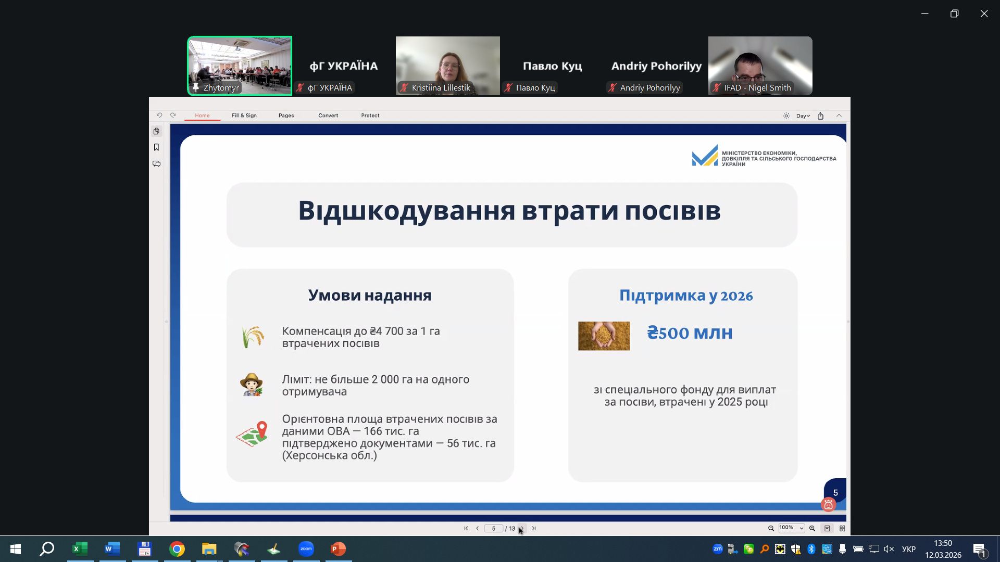 фГ УКРАЇНА
Павло Куц
Andriy Pohorilyy
Zhytomyr
фГ УКРАЇНА
Kristiina Lillestik
Павло Куц
Andriy Pohorilyy
IFAD - Nigel Smith
Home
Fill & Sign
Pages
Convert
Protect
Day
МІНІСТЕРСТВО ЕКОНОМІКИ,
ДОВКІЛЛЯ ТА СІЛЬСЬКОГО ГОСПОДАРСТВА
УКРАЇНИ
Відшкодування втрати посівів
Умови надання
Компенсація до ₴4 700 за 1 га
втрачених посівів
Ліміт: не більше 2 000 га на одного
отримувача
Орієнтовна площа втрачених посівів за
даними ОВА — 166 тис. га
підтверджено документами — 56 тис. га
(Херсонська обл.)
Підтримка у 2026
₴500 млн
зі спеціального фонду для виплат
за посіви, втрачені у 2025 році
5
5 / 13
100%
zoom
zm
УКР
13:50
12.03.2026
1